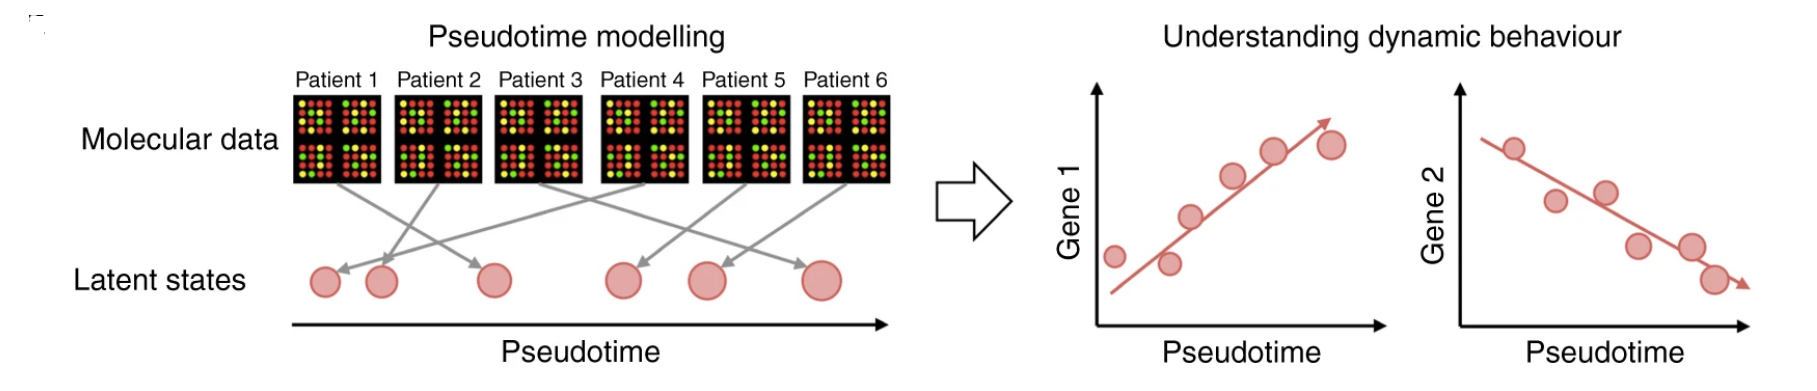 Pseudotime modelling
Understanding dynamic behaviour
Patient 1 Patient 2 Patient 3 Patient 4 Patient 5 Patient 6
Molecular data
Latent states
Pseudotime
Gene 1
Pseudotime
Gene 2
Pseudotime